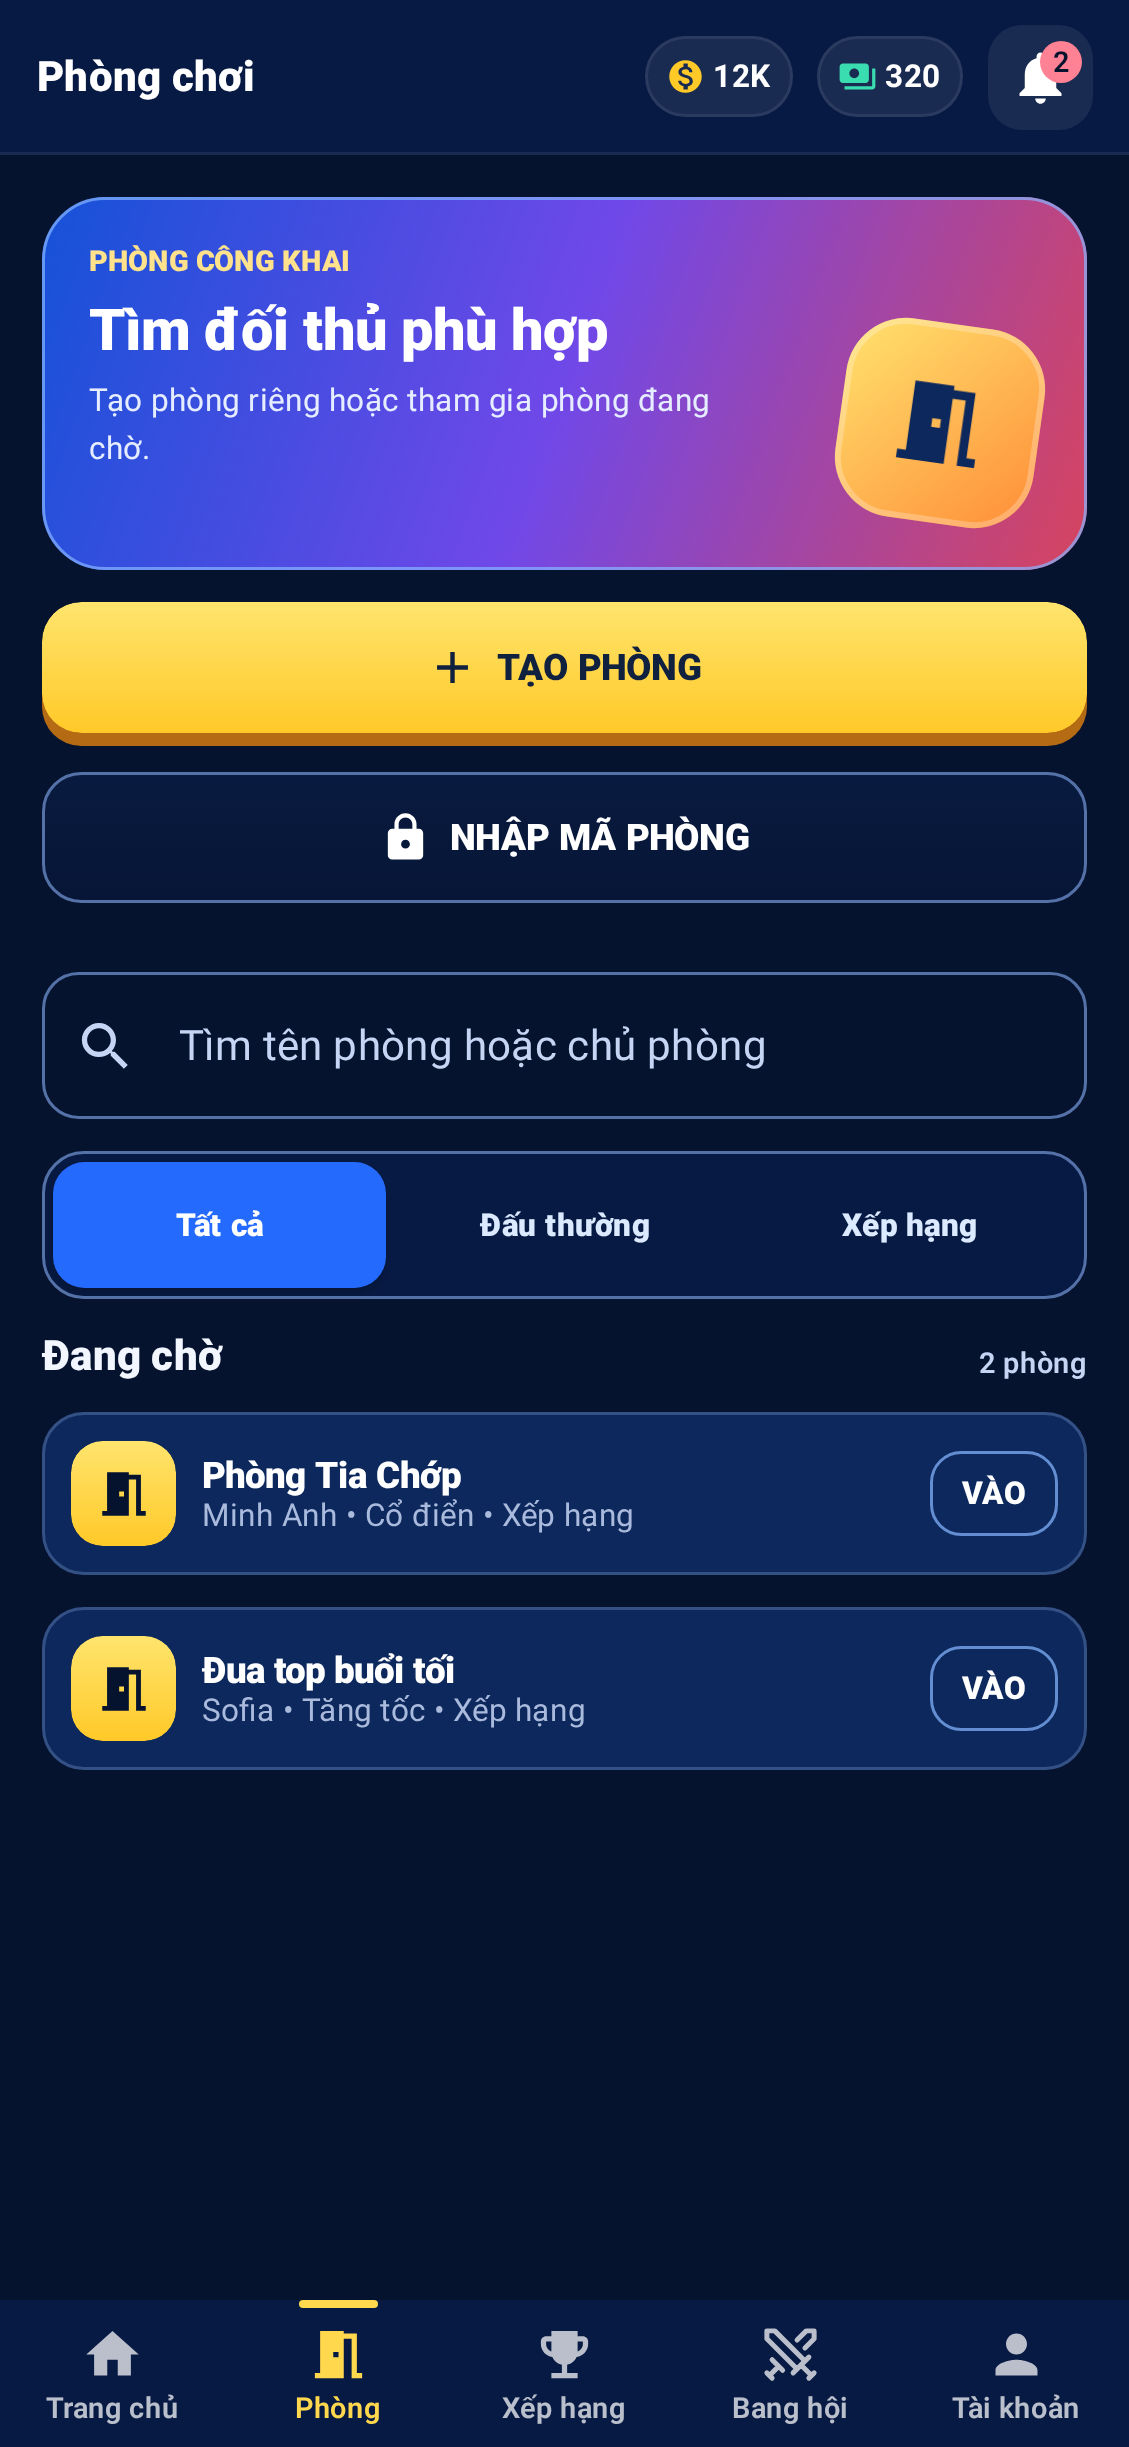 Phòng chơi
12K
320
2
PHÒNG CÔNG KHAI
Tìm đối thủ phù hợp
Tạo phòng riêng hoặc tham gia phòng đang
chờ.
TẠO PHÒNG
NHẬP MÃ PHÒNG
Tìm tên phòng hoặc chủ phòng
Tất cả
Đấu thường
Xếp hạng
Đang chờ
2 phòng
Phòng Tia Chớp
Minh Anh • Cổ điển • Xếp hạng
VÀO
Đua top buổi tối
Sofia • Tăng tốc • Xếp hạng
VÀO
Trang chủ
Phòng
Xếp hạng
Bang hội
Tài khoản